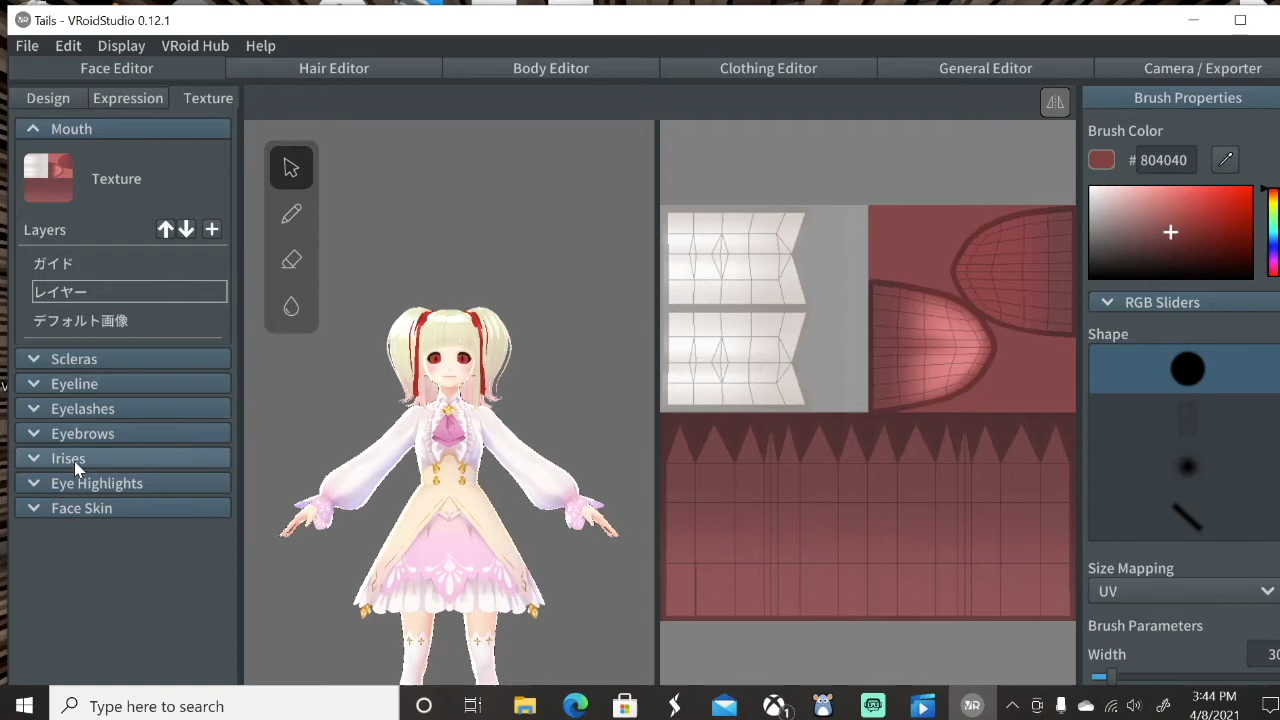 Tails - VRoidStudio 0.12.1
File Edit Display VRoid Hub Help
Face Editor Hair Editor Body Editor Clothing Editor General Editor Camera / Exporter
Design Expression Texture
Brush Properties
Mouth
Brush Color
# 804040
Texture
Layers
ガイド
レイヤー
デフォルト画像
RGB Sliders
Shape
Scleras
Eyeline
Eyelashes
Eyebrows
Irises
Eye Highlights
Face Skin
Size Mapping
UV
Brush Parameters
Width 30
Type here to search
1
3:44 PM
4/8/2021